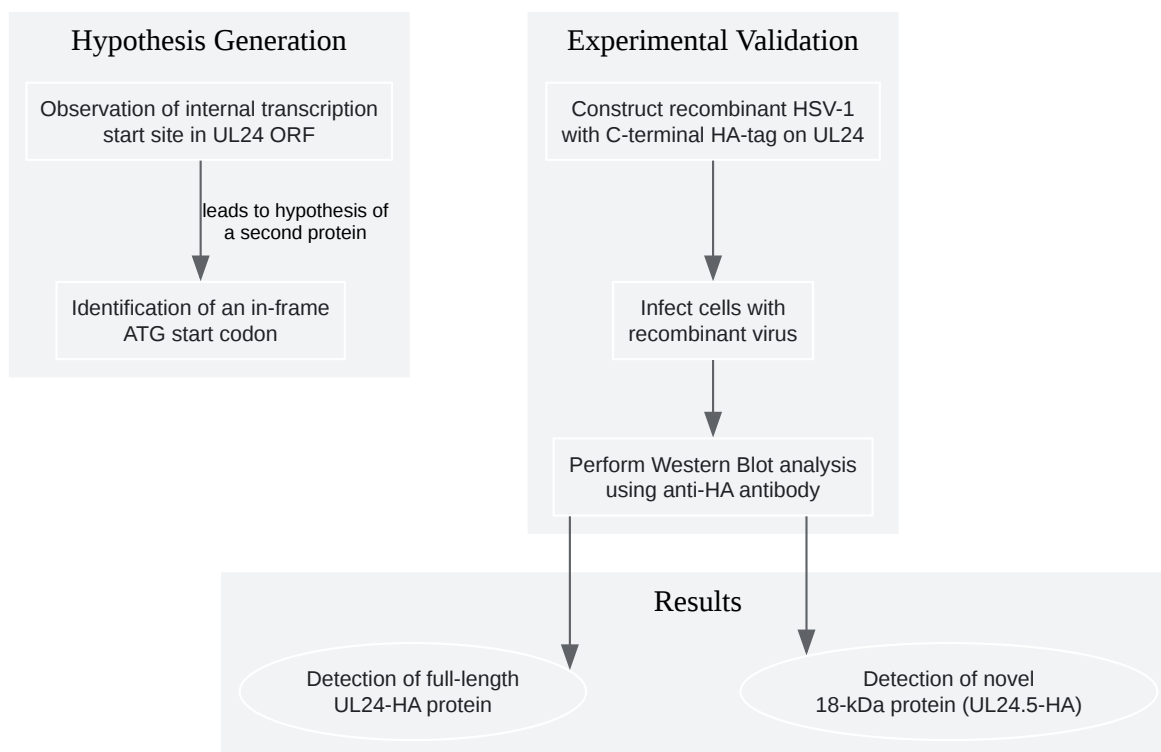 Hypothesis Generation
Observation of internal transcription
start site in UL24 ORF
leads to hypothesis of
a second protein
Identification of an in-frame
ATG start codon
Experimental Validation
Construct recombinant HSV-1
with C-terminal HA-tag on UL24
Infect cells with
recombinant virus
Perform Western Blot analysis
using anti-HA antibody
Results
Detection of full-length
UL24-HA protein
Detection of novel
18-kDa protein (UL24.5-HA)